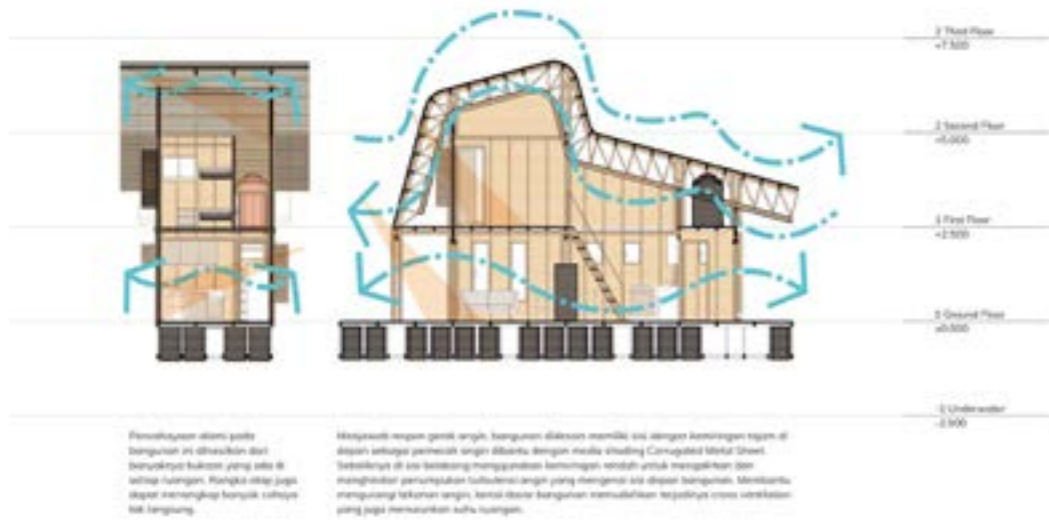 3 Third Floor
+7.500
2 Second Floor
+5.000
1 First Floor
+2.500
0 Ground Floor
±0.000
-1 Underwater
-2.500
Pencahayaan alami pada
bangunan ini dihasilkan dari
banyaknya bukaan yang ada di
setiap ruangan. Rangka atap juga
dapat menangkap banyak cahaya
tak langsung.
Menjawab respon gerak angin, bangunan didesain memiliki sisi dengan kemiringan tajam di
depan sebagai pemecah angin dibantu dengan media shading Corrugated Metal Sheet.
Sebaliknya di sisi belakang menggunakan kemiringan rendah untuk mengalirkan dan
menghindari penumpukan turbulensi angin yang mengenai sisi depan bangunan. Membantu
mengurangi tekanan angin, lantai dasar bangunan memudahkan terjadinya cross ventilation
yang juga menurunkan suhu ruangan.